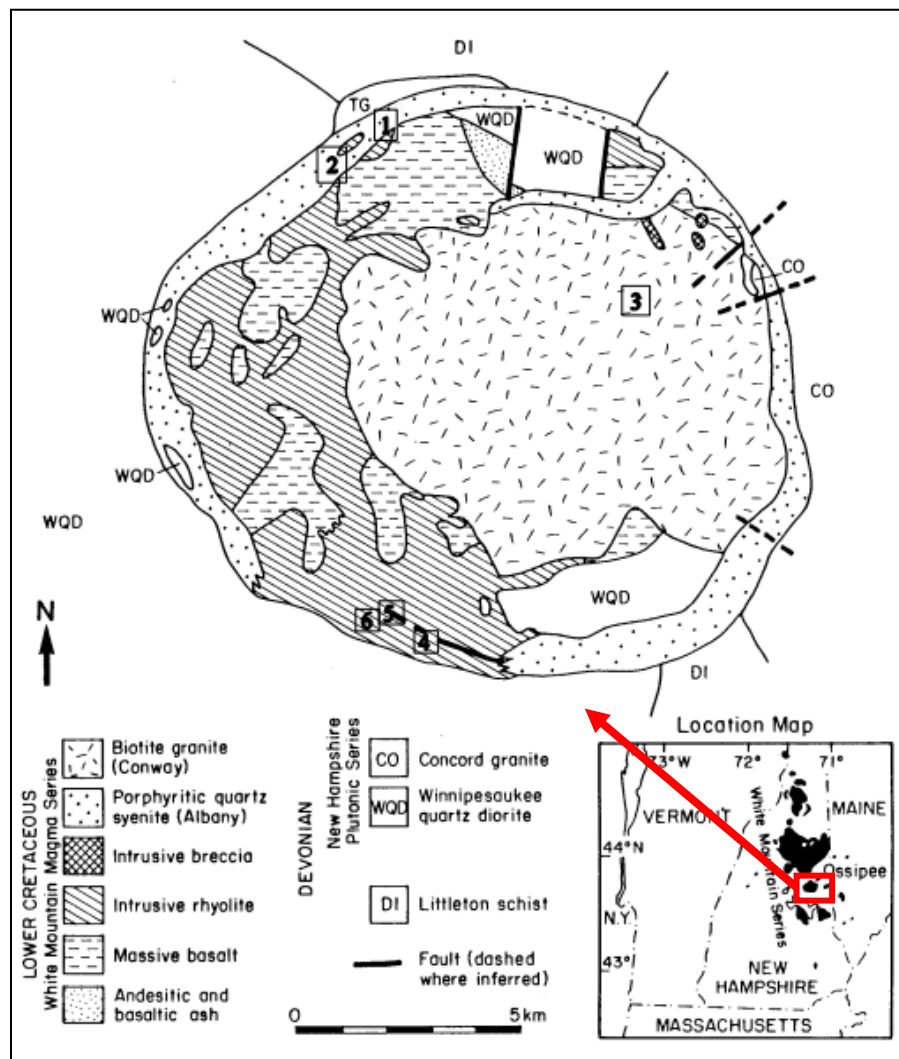 DI
TG
1
WQD
2
WQD
CO
3
WQD
CO
WQD
WQD
WQD
6
5
4
N
DI
LOWER CRETACEOUS
White Mountain Magma Series
Biotite granite
(Conway)
Porphyritic quartz
syenite (Albany)
Intrusive breccia
Intrusive rhyolite
Massive basalt
Andesitic and
basaltic ash
DEVONIAN
New Hampshire
Plutonic Series
CO Concord granite
WQD Winnipesaukee
quartz diorite
DI Littleton schist
Fault (dashed
where inferred)
0 5
km
Location Map
73°W 72° 71°
VERMONT
MAINE
44°N
White Mountain Series
Ossipee
N.Y.
43°
NEW
HAMPSHIRE
MASSACHUSETTS